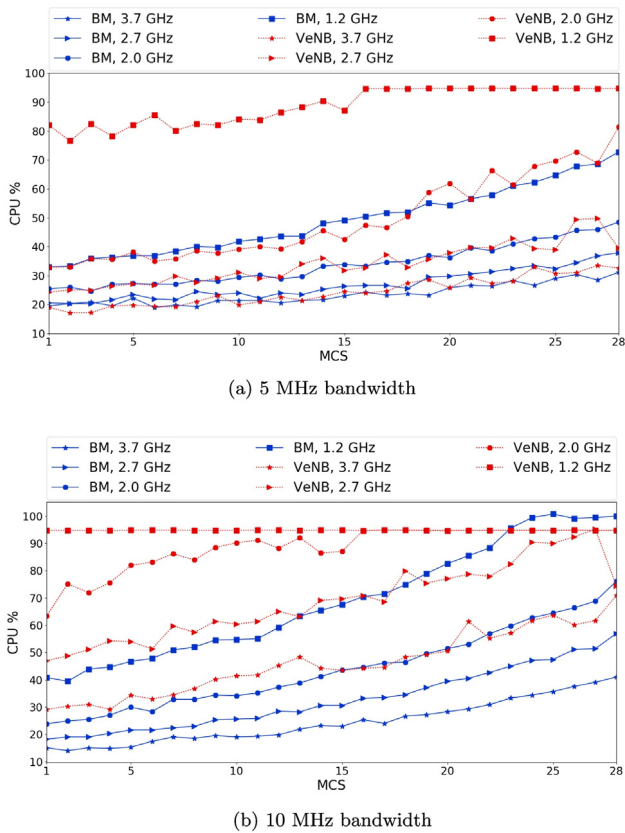 BM, 3.7 GHz BM, 1.2 GHz VeNB, 2.0 GHz
BM, 2.7 GHz VeNB, 3.7 GHz VeNB, 1.2 GHz
BM, 2.0 GHz VeNB, 2.7 GHz
100
90
80
70
60
50
40
30
20
10
CPU %
1 5 10 15 20 25 28
MCS
(a) 5 MHz bandwidth
BM, 3.7 GHz BM, 1.2 GHz VeNB, 2.0 GHz
BM, 2.7 GHz VeNB, 3.7 GHz VeNB, 1.2 GHz
BM, 2.0 GHz VeNB, 2.7 GHz
100
90
80
70
60
50
40
30
20
10
CPU %
1 5 10 15 20 25 28
MCS
(b) 10 MHz bandwidth